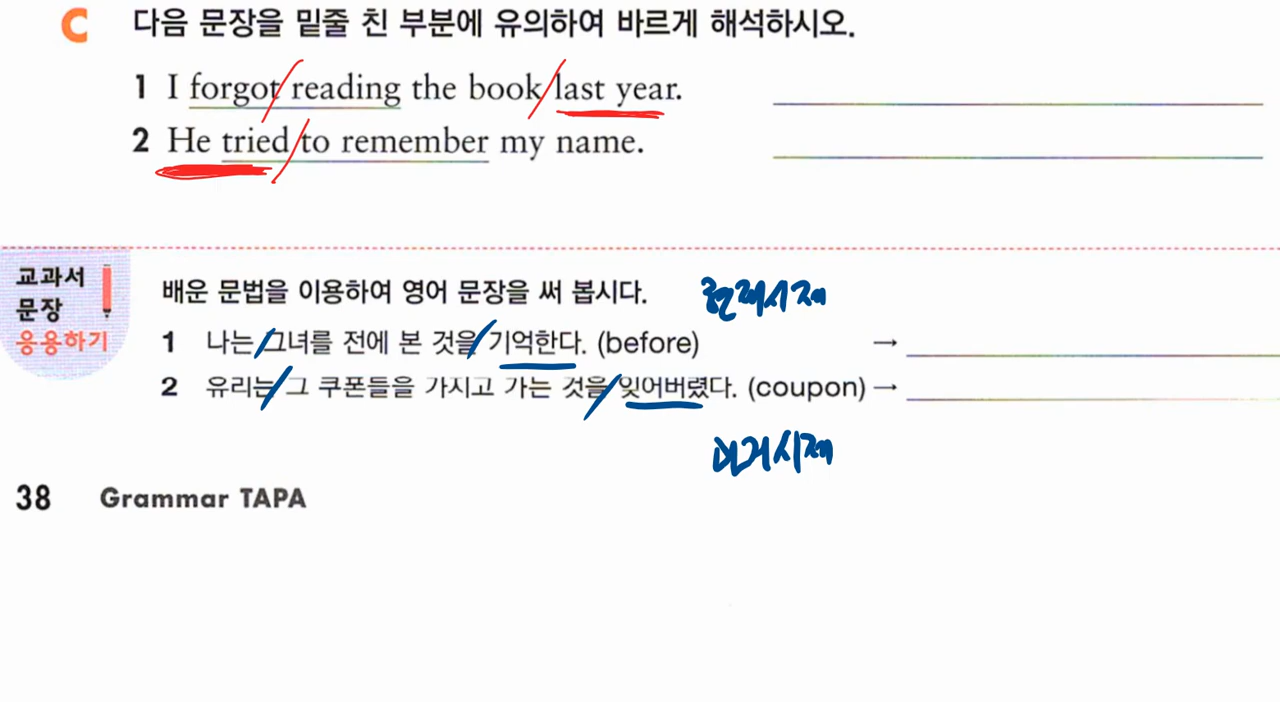 C 다음 문장을 밑줄 친 부분에 유의하여 바르게 해석하시오.
1 I forgot reading the book last year.
2 He tried to remember my name.
교과서
문장
응용하기
배운 문법을 이용하여 영어 문장을 써 봅시다. 현재시제
1 나는 그녀를 전에 본 것을 기억한다. (before) →
2 유리는 그 쿠폰들을 가지고 가는 것을 잊어버렸다. (coupon) →
과거시제
38 Grammar TAPA